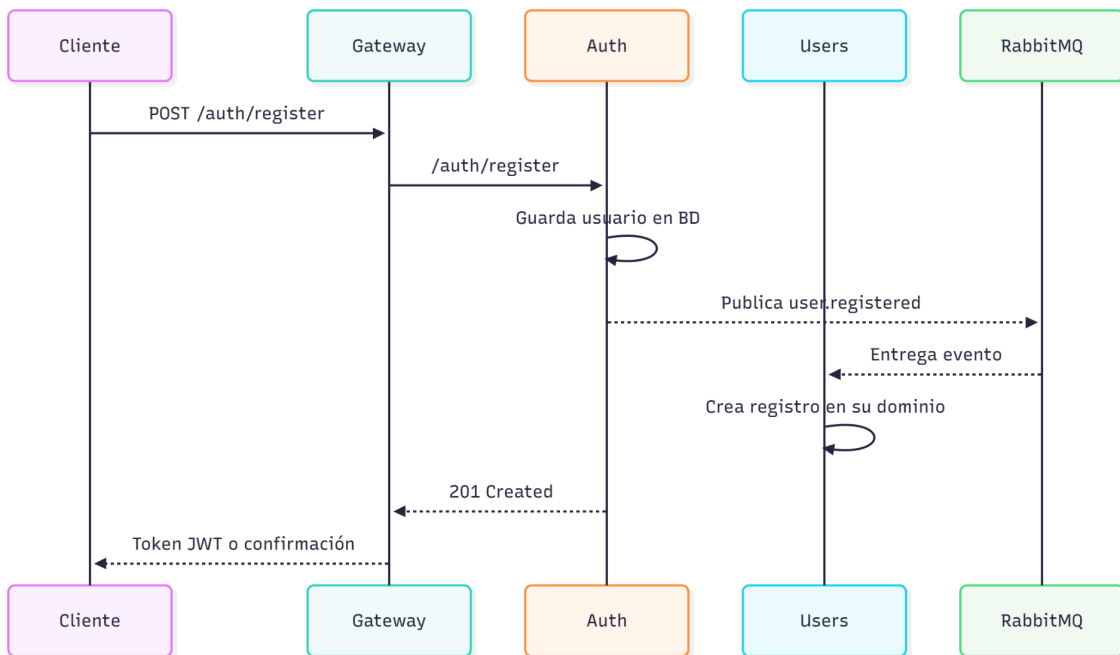 Cliente
Gateway
Auth
Users
RabbitMQ
POST /auth/register
/auth/register
Guarda usuario en BD
Publica user.registered
Entrega evento
Crea registro en su dominio
201 Created
Token JWT o confirmación
Cliente
Gateway
Auth
Users
RabbitMQ